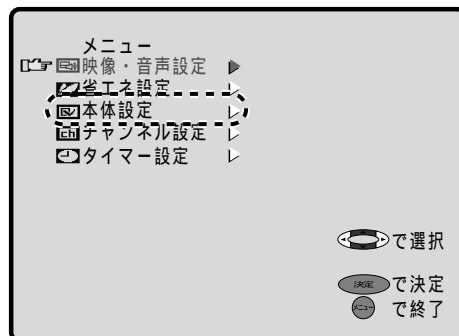 メニュー
映像・音声設定
省エネ設定
本体設定
ch チャンネル設定
タイマー設定
で選択
決定 で決定
メニュー で終了